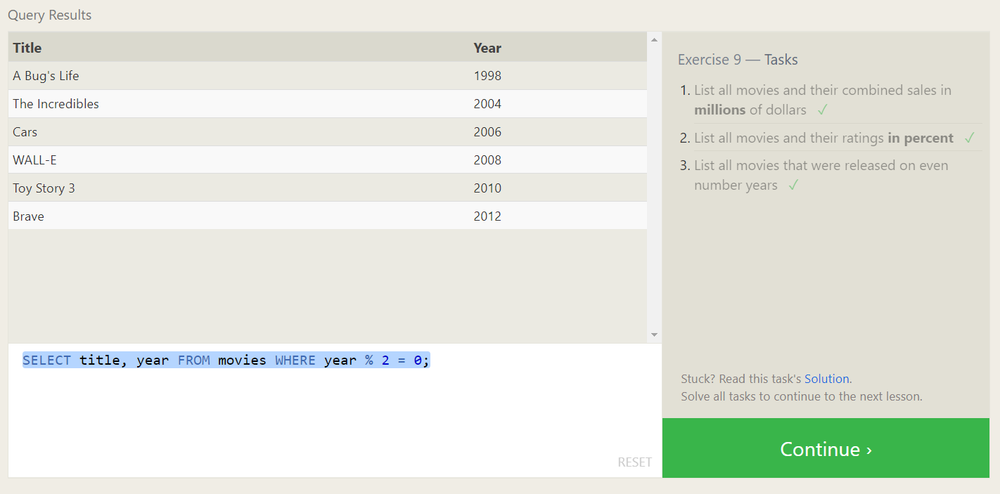 Query Results
Title Year
A Bug's Life 1998
The Incredibles 2004
Cars 2006
WALL-E 2008
Toy Story 3 2010
Brave 2012
SELECT title, year FROM movies WHERE year % 2 = 0;
RESET
Exercise 9 — Tasks
1. List all movies and their combined sales in
millions of dollars ✓
2. List all movies and their ratings in percent ✓
3. List all movies that were released on even
number years ✓
Stuck? Read this task's Solution.
Solve all tasks to continue to the next lesson.
Continue ›